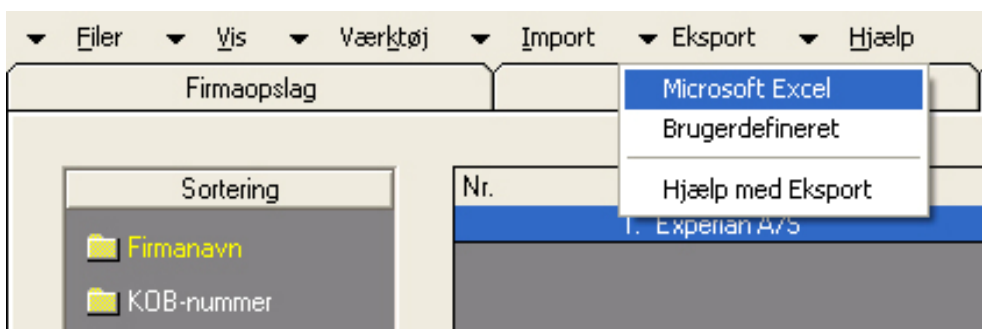 Filer Vis Værktøj Import Eksport Hjælp
Firmaopslag
Microsoft Excel
Brugerdefineret
Hjælp med Eksport
Sortering
Firmanavn
KOB-nummer
Nr.
1. Experian A/S